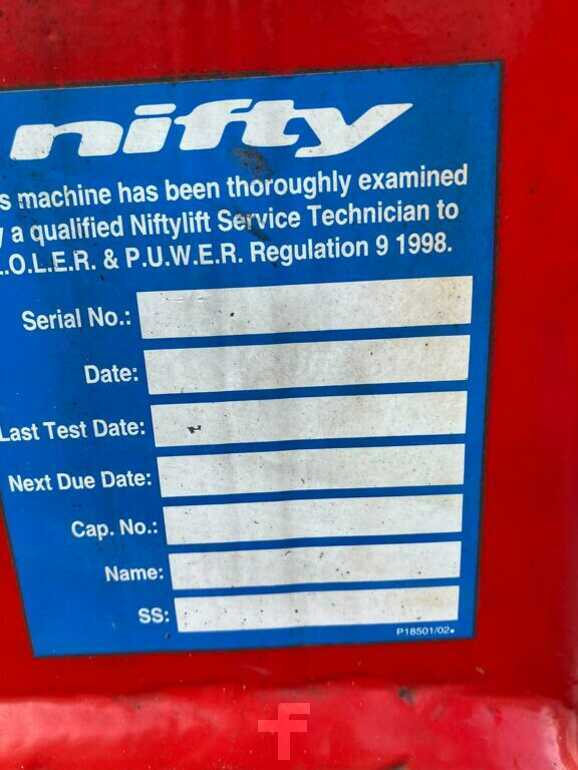 nifty
s machine has been thoroughly examined
y a qualified Niftylift Service Technician to
.O.L.E.R. & P.U.W.E.R. Regulation 9 1998.
Serial No.:
Date:
Last Test Date:
Next Due Date:
Cap. No.:
Name:
SS:
P18501/02